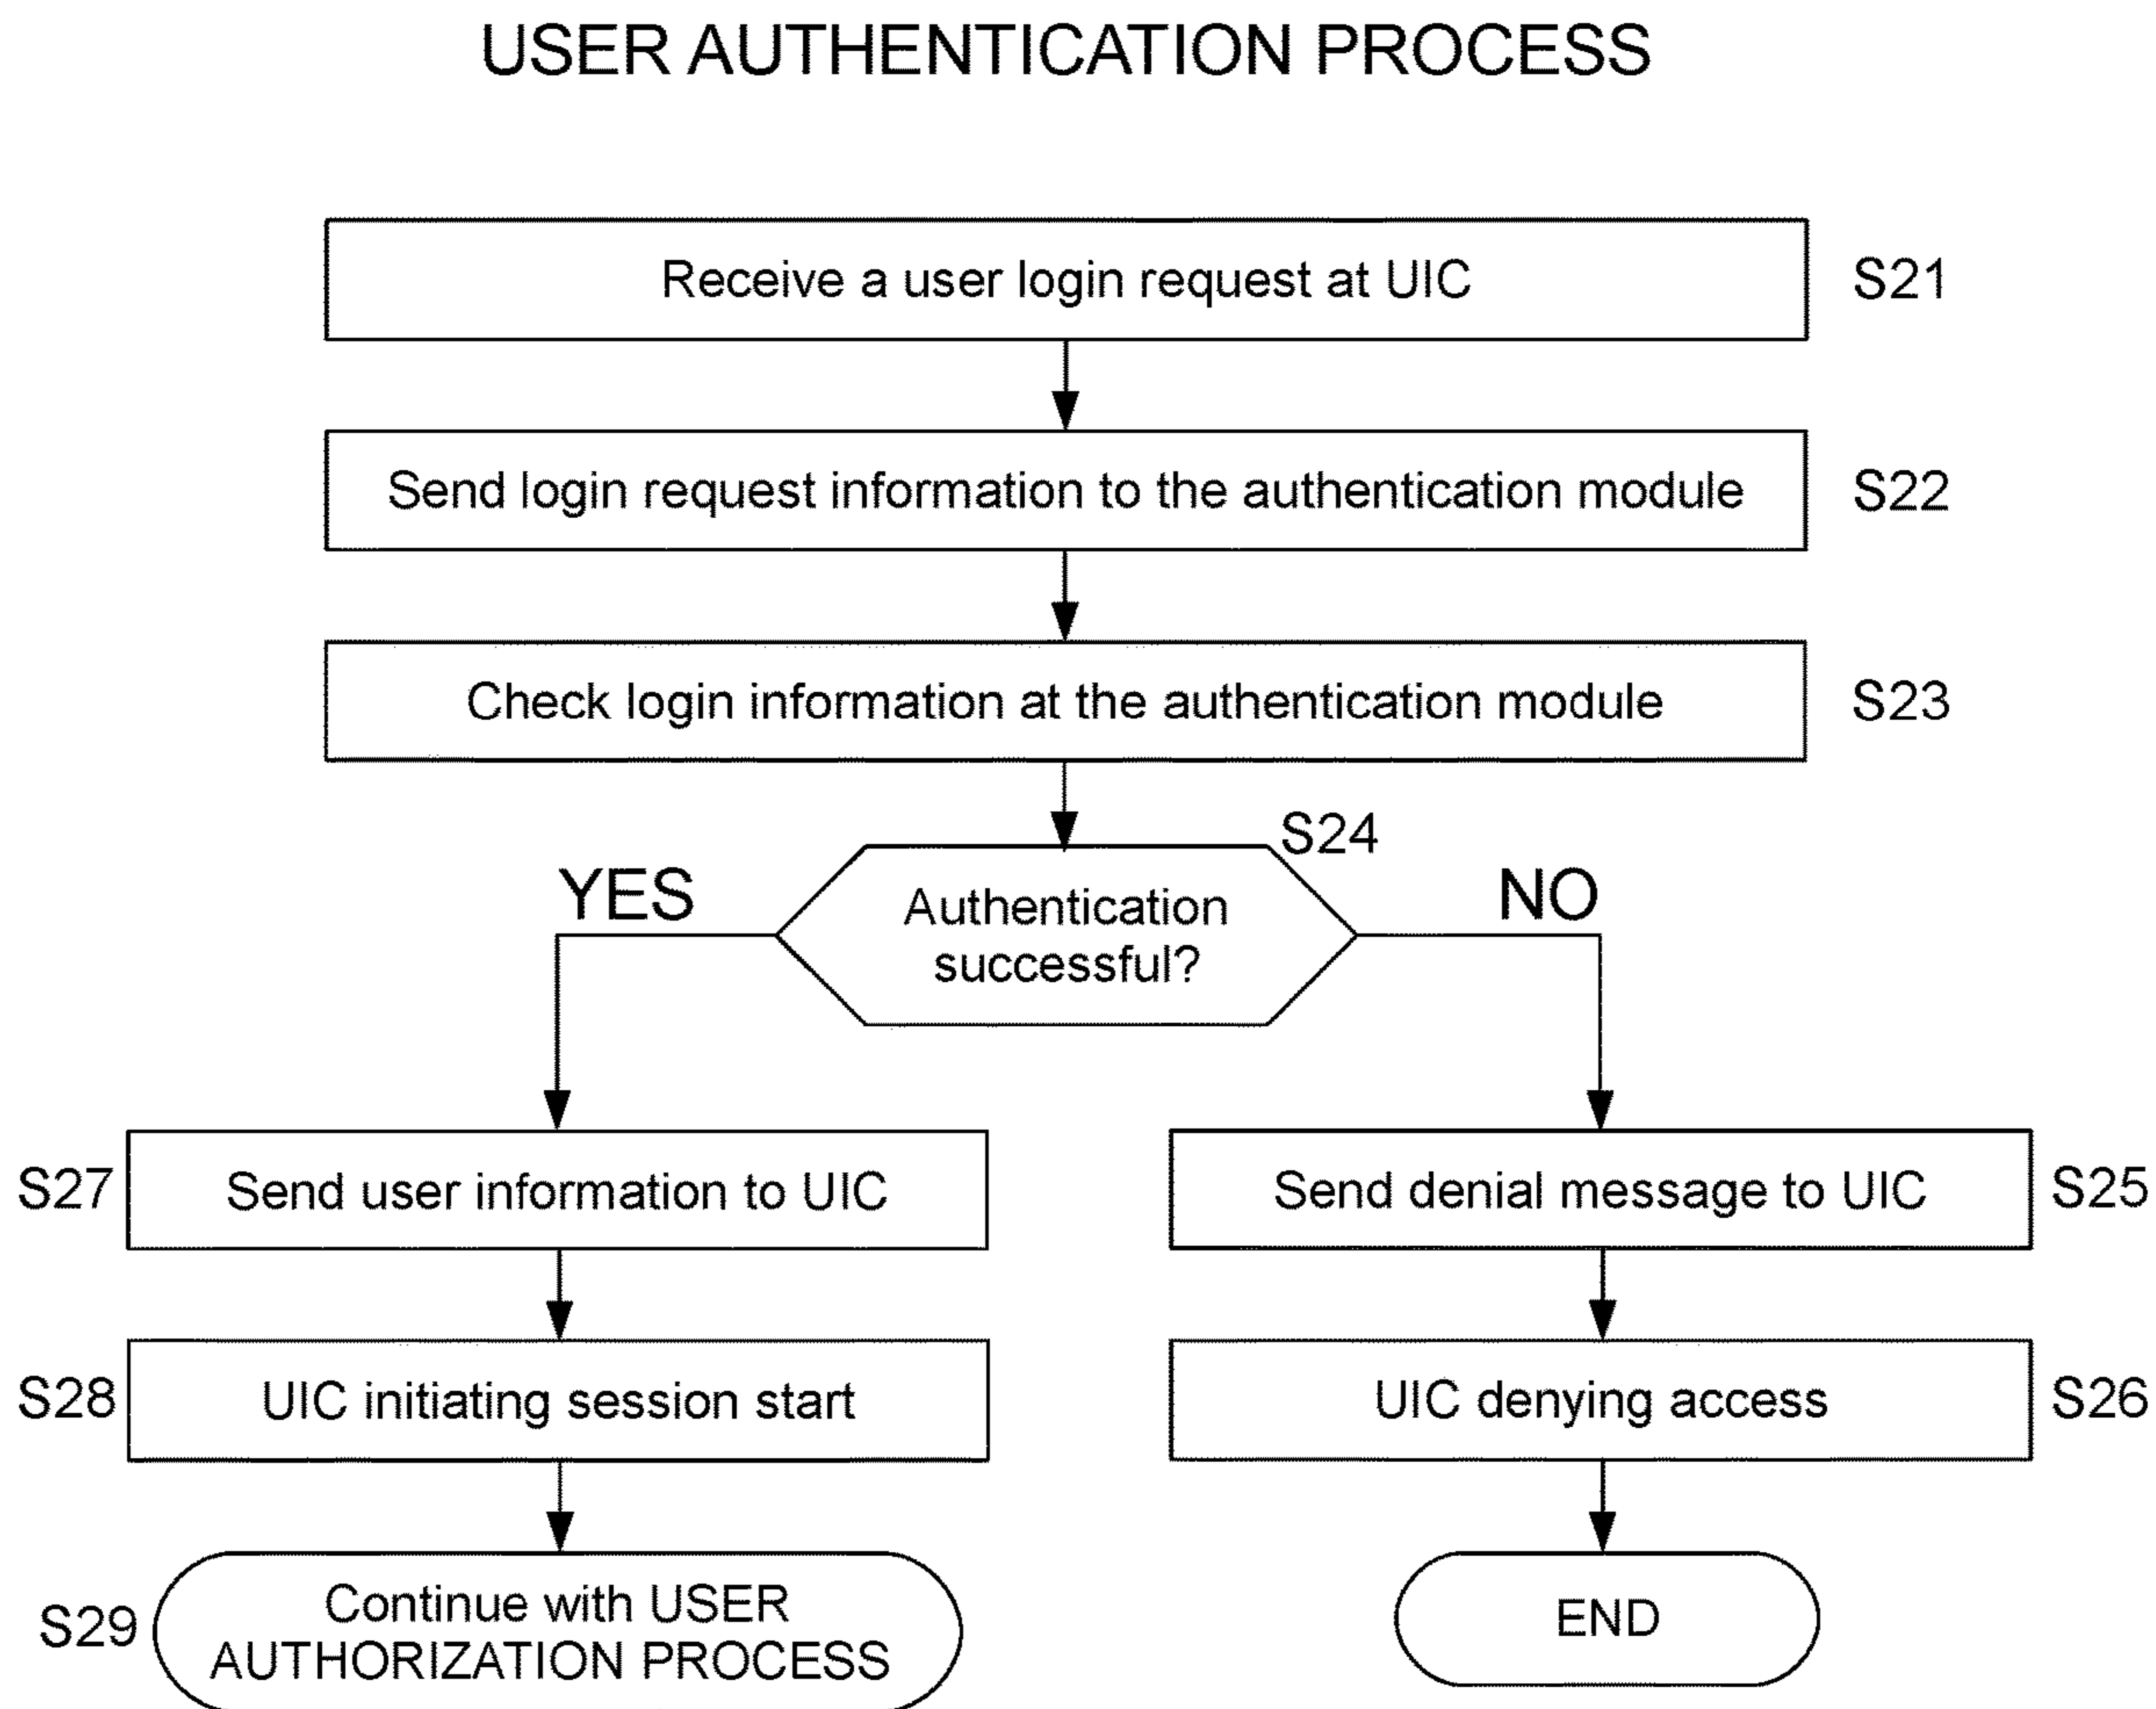 USER AUTHENTICATION PROCESS
Receive a user login request at UIC
S21
Send login request information to the authentication module
S22
Check login information at the authentication module
S23
S24
YES
NO
Authentication
successful?
S27
Send user information to UIC
Send denial message to UIC
S25
S28
UIC initiating session start
UIC denying access
S26
S29
Continue with USER
AUTHORIZATION PROCESS
END